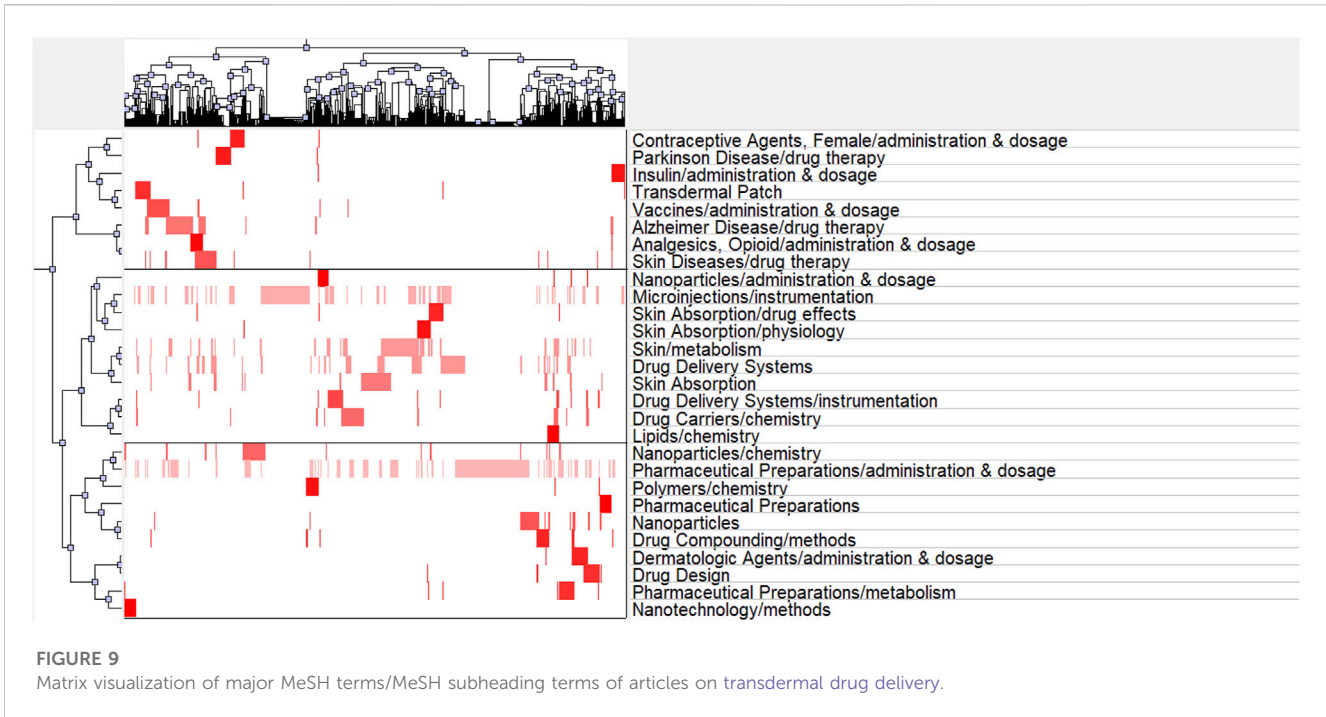 Contraceptive Agents, Female/administration & dosage
Parkinson Disease/drug therapy
Insulin/administration & dosage
Transdermal Patch
Vaccines/administration & dosage
Alzheimer Disease/drug therapy
Analgesics, Opioid/administration & dosage
Skin Diseases/drug therapy
Nanoparticles/administration & dosage
Microinjections/instrumentation
Skin Absorption/drug effects
Skin Absorption/physiology
Skin/metabolism
Drug Delivery Systems
Skin Absorption
Drug Delivery Systems/instrumentation
Drug Carriers/chemistry
Lipids/chemistry
Nanoparticles/chemistry
Pharmaceutical Preparations/administration & dosage
Polymers/chemistry
Pharmaceutical Preparations
Nanoparticles
Drug Compounding/methods
Dermatologic Agents/administration & dosage
Drug Design
Pharmaceutical Preparations/metabolism
Nanotechnology/methods
FIGURE 9
Matrix visualization of major MeSH terms/MeSH subheading terms of articles on transdermal drug delivery.